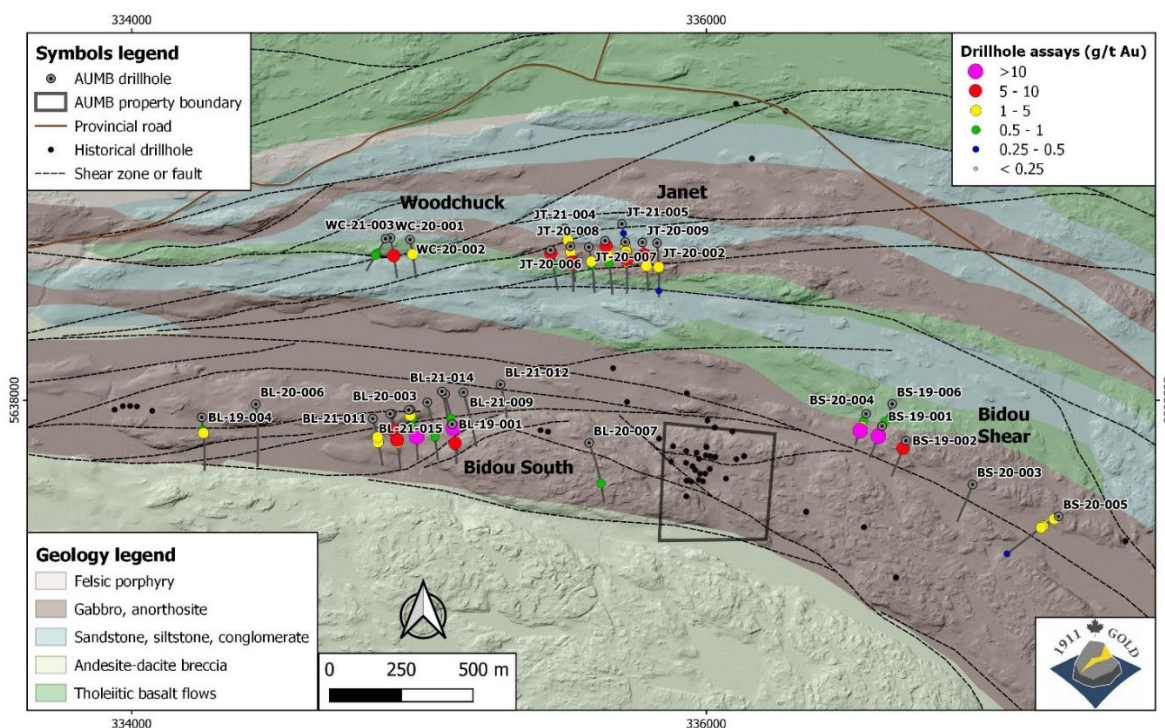 334000
336000
Symbols legend
AUMB drillhole
AUMB property boundary
Provincial road
Historical drillhole
Shear zone or fault
Drillhole assays (g/t Au)
>10
5 - 10
1 - 5
0.5 - 1
0.25 - 0.5
< 0.25
Woodchuck
Janet
WC-21-003
WC-20-001
WC-20-002
JT-21-004
JT-21-005
JT-20-008
JT-20-009
JT-20-006
JT-20-007
JT-20-002
5638000
BL-20-006
BL-19-004
BL-21-011
BL-20-003
BL-21-014
BL-21-012
BL-21-009
BL-21-015
BL-19-001
BL-20-007
Bidou South
BS-20-004
BS-19-006
BS-19-001
BS-19-002
Bidou
Shear
BS-20-003
BS-20-005
Geology legend
Felsic porphyry
Gabbro, anorthosite
Sandstone, siltstone, conglomerate
Andesite-dacite breccia
Tholeiitic basalt flows
0 250 500 m
1911 GOLD
334000
336000